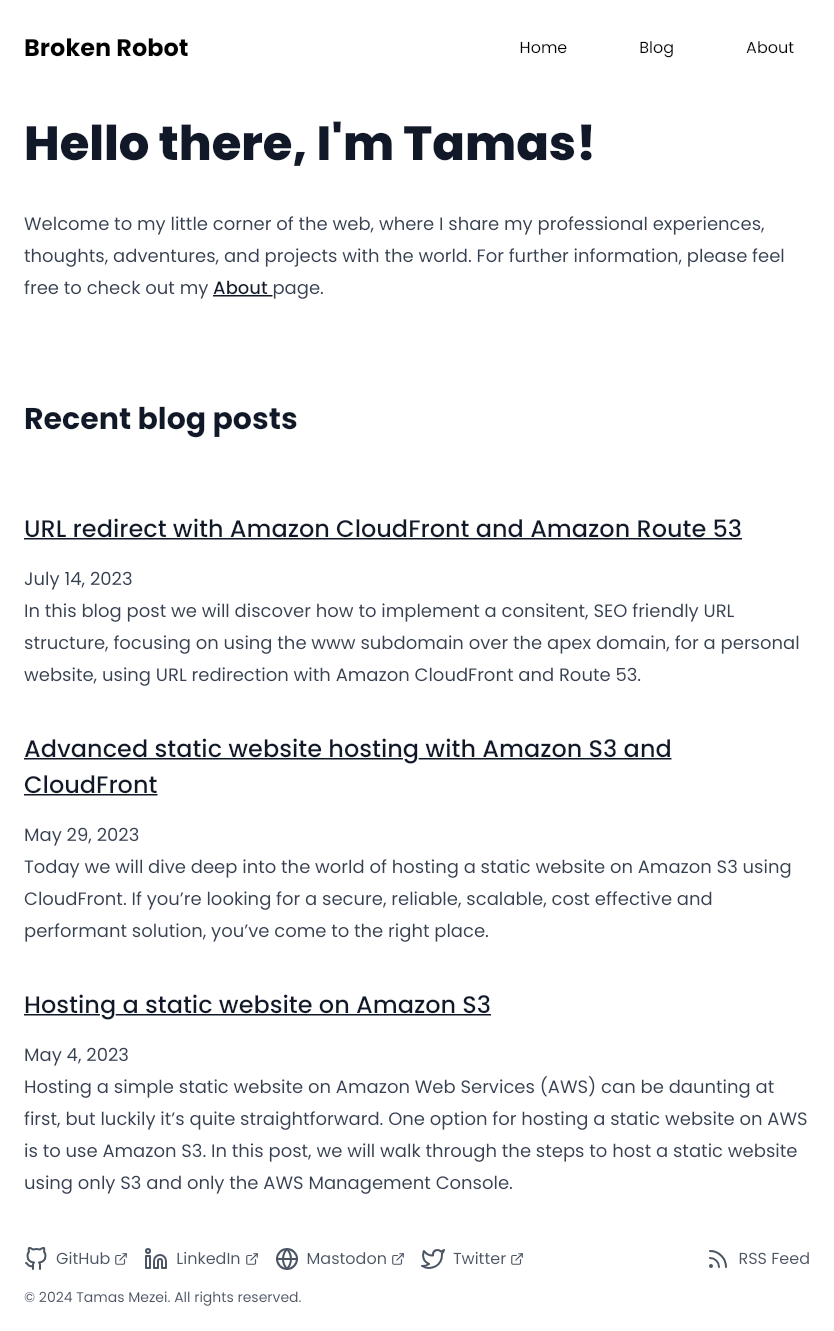 Broken Robot
Home
Blog
About
Hello there, I'm Tamas!
Welcome to my little corner of the web, where I share my professional experiences,
thoughts, adventures, and projects with the world. For further information, please feel
free to check out my About page.
Recent blog posts
URL redirect with Amazon CloudFront and Amazon Route 53
July 14, 2023
In this blog post we will discover how to implement a consitent, SEO friendly URL
structure, focusing on using the www subdomain over the apex domain, for a personal
website, using URL redirection with Amazon CloudFront and Route 53.
Advanced static website hosting with Amazon S3 and
CloudFront
May 29, 2023
Today we will dive deep into the world of hosting a static website on Amazon S3 using
CloudFront. If you’re looking for a secure, reliable, scalable, cost effective and
performant solution, you’ve come to the right place.
Hosting a static website on Amazon S3
May 4, 2023
Hosting a simple static website on Amazon Web Services (AWS) can be daunting at
first, but luckily it’s quite straightforward. One option for hosting a static website on AWS
is to use Amazon S3. In this post, we will walk through the steps to host a static website
using only S3 and only the AWS Management Console.
GitHub
LinkedIn
Mastodon
Twitter
RSS Feed
© 2024 Tamas Mezei. All rights reserved.